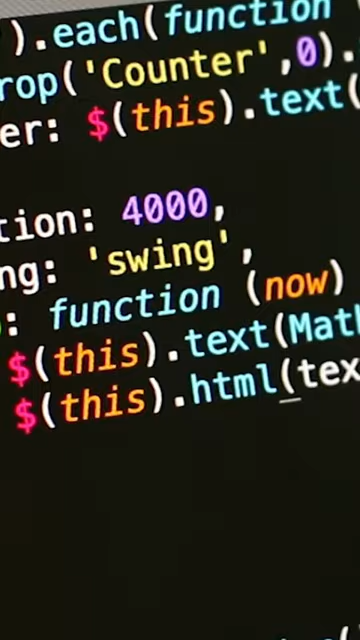 ).each(function
rop('Counter',0).
er: $(this).text(
tion: 4000,
ng: 'swing',
: function (now)
$(this).text(Mat
$(this).html(tex